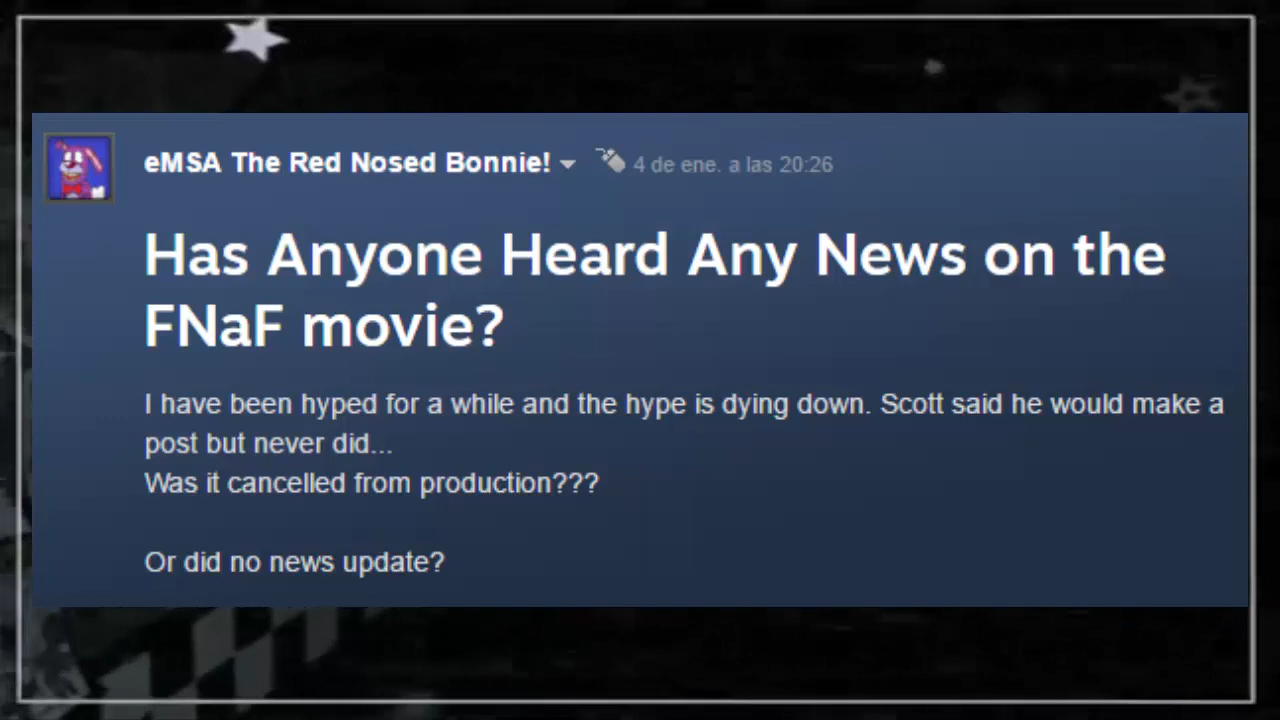 eMSA The Red Nosed Bonnie!
4 de ene. a las 20:26
Has Anyone Heard Any News on the
FNaF movie?
I have been hyped for a while and the hype is dying down. Scott said he would make a
post but never did...
Was it cancelled from production???
Or did no news update?